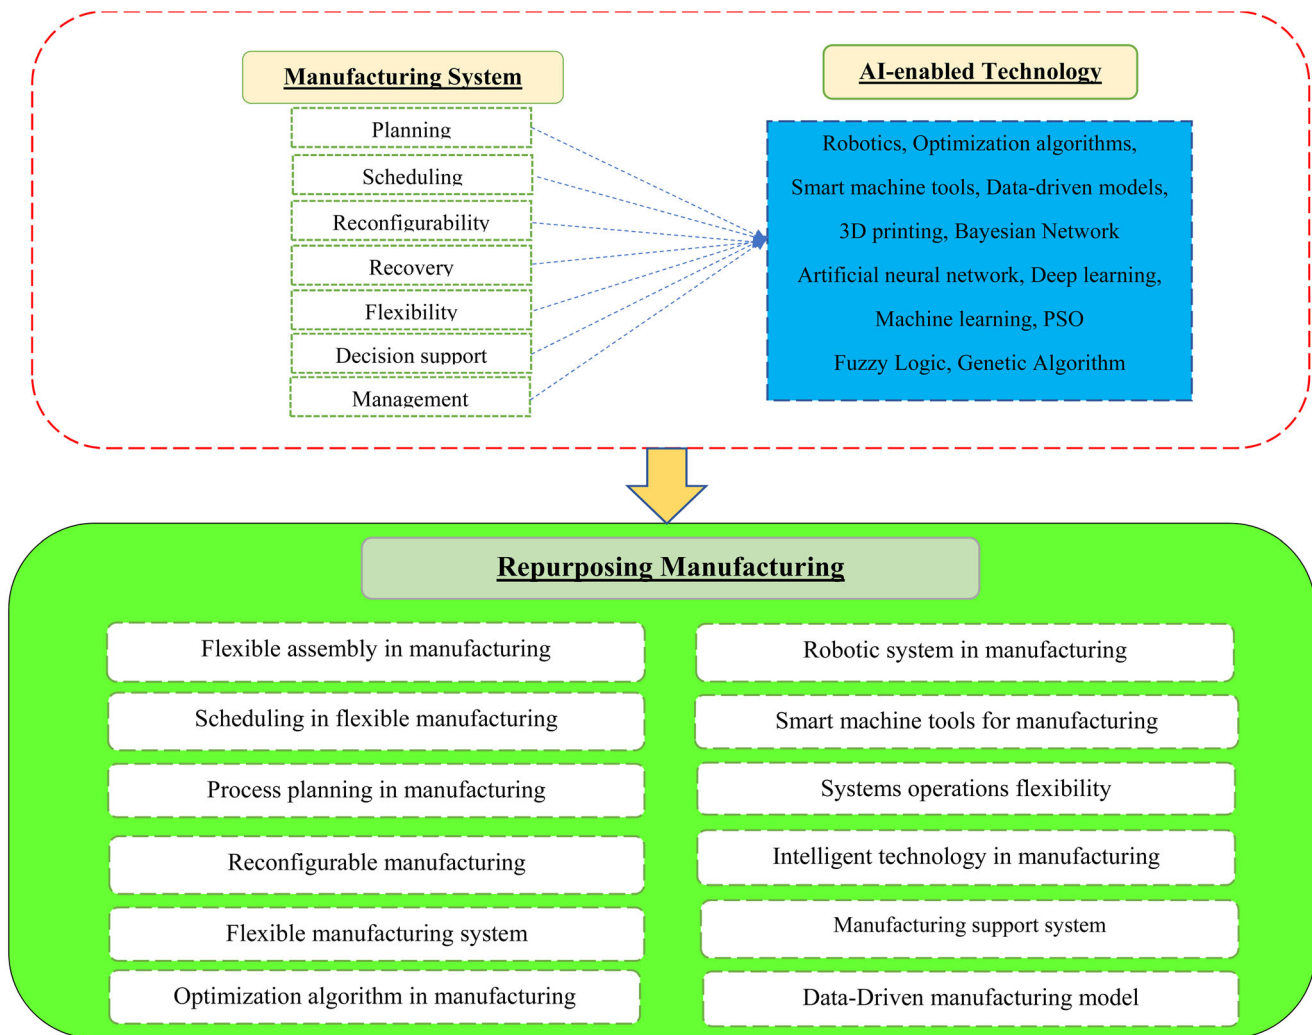 Manufacturing System
Planning
Scheduling
Reconfigurability
Recovery
Flexibility
Decision support
Management
AI-enabled Technology
Robotics, Optimization algorithms,
Smart machine tools, Data-driven models,
3D printing, Bayesian Network
Artificial neural network, Deep learning,
Machine learning, PSO
Fuzzy Logic, Genetic Algorithm
Repurposing Manufacturing
Flexible assembly in manufacturing
Scheduling in flexible manufacturing
Process planning in manufacturing
Reconfigurable manufacturing
Flexible manufacturing system
Optimization algorithm in manufacturing
Robotic system in manufacturing
Smart machine tools for manufacturing
Systems operations flexibility
Intelligent technology in manufacturing
Manufacturing support system
Data-Driven manufacturing model